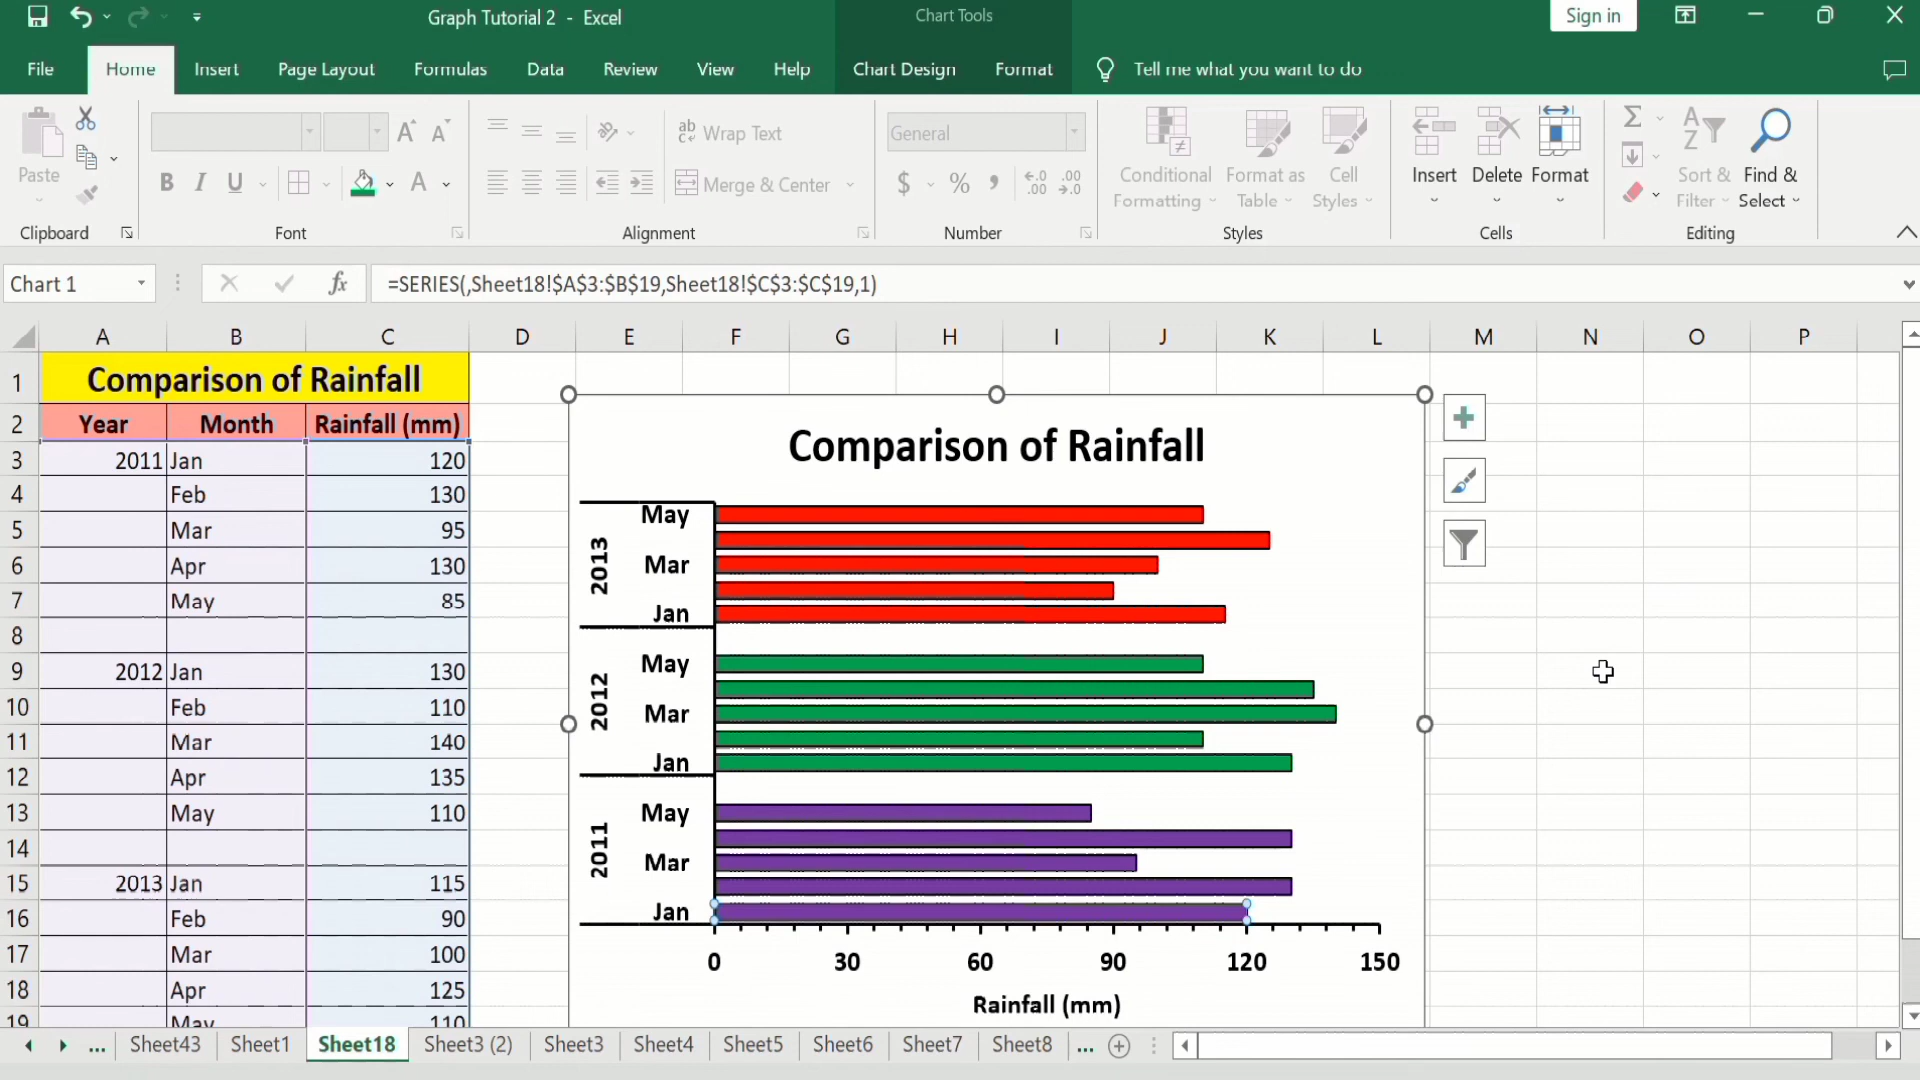 Graph Tutorial 2 - Excel
Chart Tools
Sign in
File Home Insert Page Layout Formulas Data Review View Help Chart Design Format Tell me what you want to do
Paste
Clipboard
B I U A
Font
ab Wrap Text
Merge & Center
Alignment
General
$ % ,
Number
Conditional Formatting
Format as Table
Cell Styles
Styles
Insert Delete Format
Cells
Sort & Filter
Find & Select
Editing
Chart 1 fx =SERIES(,Sheet18!$A$3:$B$19,Sheet18!$C$3:$C$19,1)
A B C D E F G H I J K L M N O P
1 Comparison of Rainfall
2 Year Month Rainfall (mm)
3 2011 Jan 120
4 Feb 130
5 Mar 95
6 Apr 130
7 May 85
8
9 2012 Jan 130
10 Feb 110
11 Mar 140
12 Apr 135
13 May 110
14
15 2013 Jan 115
16 Feb 90
17 Mar 100
18 Apr 125
19 May 110
Comparison of Rainfall
2013
May
Mar
Jan
2012
May
Mar
Jan
2011
May
Mar
Jan
0 30 60 90 120 150
Rainfall (mm)
... Sheet43 Sheet1 Sheet18 Sheet3 (2) Sheet3 Sheet4 Sheet5 Sheet6 Sheet7 Sheet8 ...